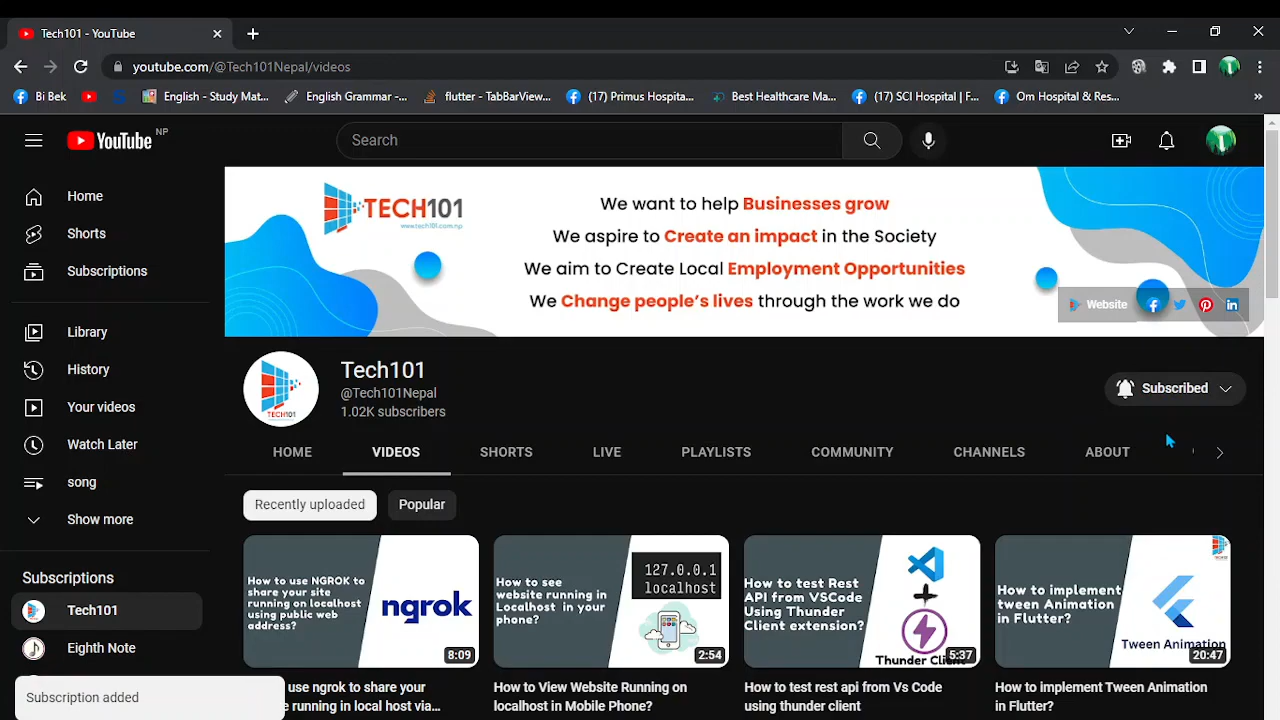 Tech101 - YouTube
youtube.com/@Tech101Nepal/videos
Bi Bek
English - Study Mat...
English Grammar -...
flutter - TabBarView...
(17) Primus Hospita...
Best Healthcare Ma...
(17) SCI Hospital | F...
Om Hospital & Res...
»
YouTube NP
Search
Home
Shorts
Subscriptions
Library
History
Your videos
Watch Later
song
Show more
Subscriptions
Tech101
Eighth Note
Subscription added
TECH101
www.tech101.com.np
We want to help Businesses grow
We aspire to Create an impact in the Society
We aim to Create Local Employment Opportunities
We Change people's lives through the work we do
Website
TECH101
Tech101
@Tech101Nepal
1.02K subscribers
Subscribed
HOME
VIDEOS
SHORTS
LIVE
PLAYLISTS
COMMUNITY
CHANNELS
ABOUT
Recently uploaded
Popular
How to use NGROK to
share your site
running on localhost
using public web
address?
ngrok
8:09
use ngrok to share your
running in local host via...
How to see
website running in
Localhost in your
phone?
127.0.0.1
localhost
2:54
How to View Website Running on
localhost in Mobile Phone?
How to test Rest
API from VSCode
Using Thunder
Client extension?
Thunder Client
5:37
How to test rest api from Vs Code
using thunder client
How to implement
tween Animation
in Flutter?
Tween Animation
20:47
How to implement Tween Animation
in Flutter?